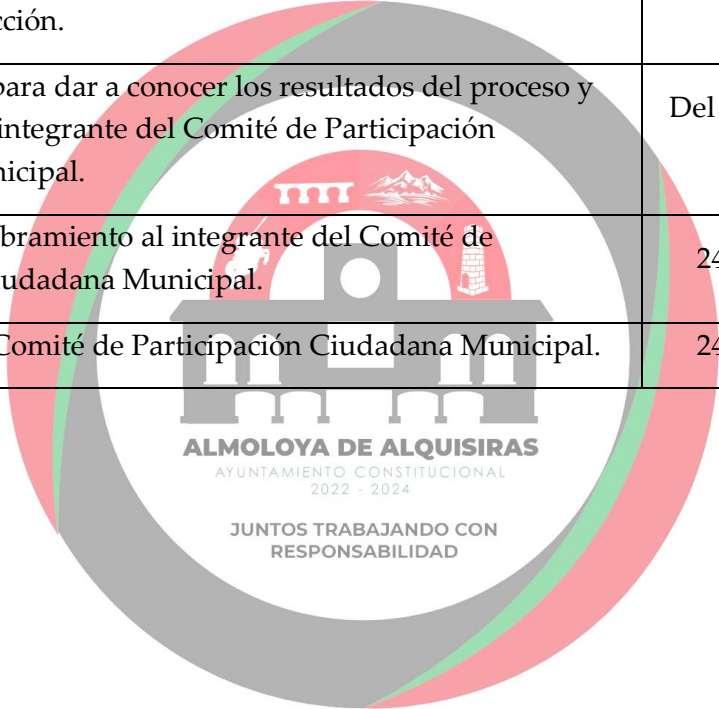 cción.
para dar a conocer los resultados del proceso y
integrante del Comité de Participación
nicipal.
Del
bramiento al integrante del Comité de
udadana Municipal.
24
Comité de Participación Ciudadana Municipal.
24
ALMOLOYA DE ALQUISIRAS
AYUNTAMIENTO CONSTITUCIONAL
2022 - 2024
JUNTOS TRABAJANDO CON
RESPONSABILIDAD